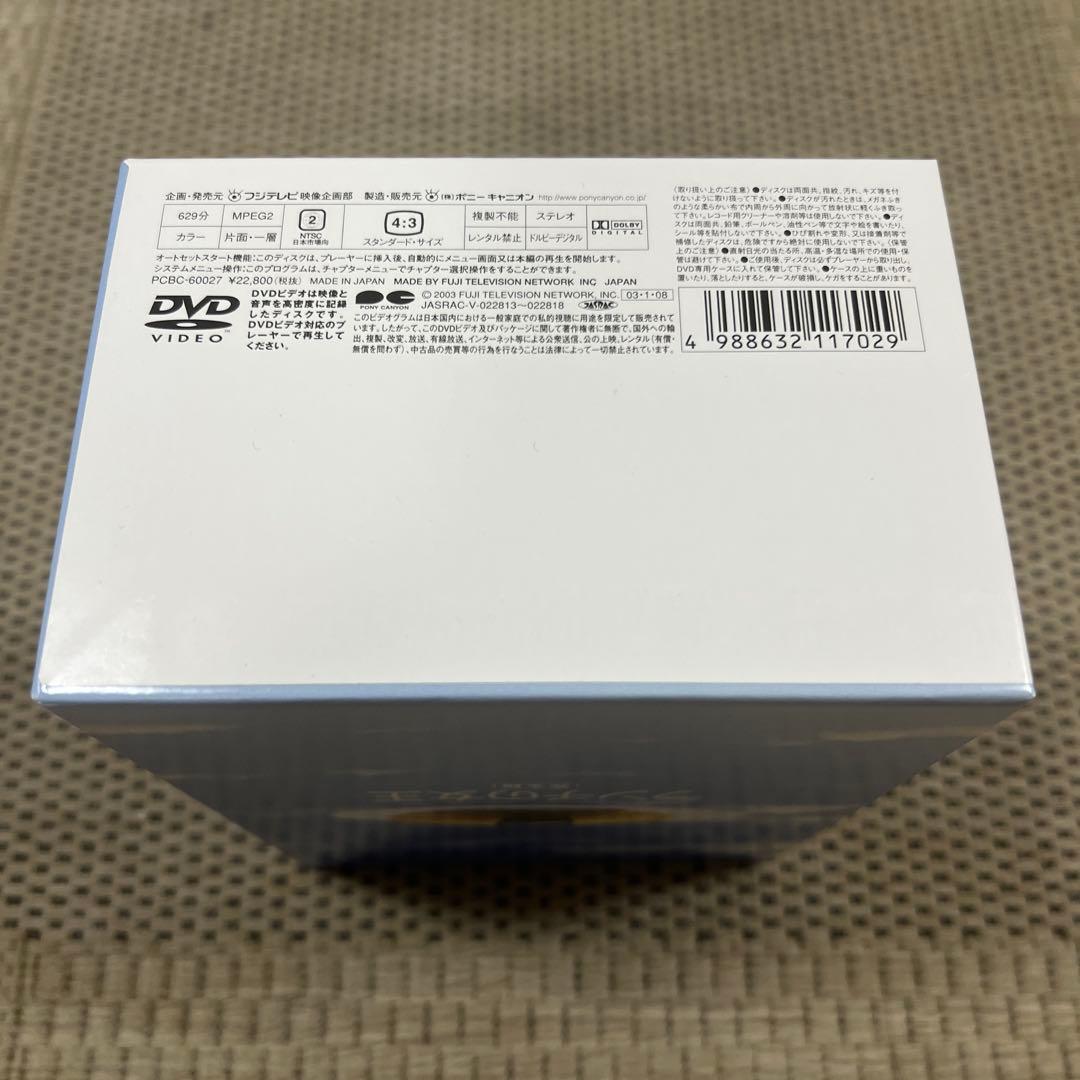 企画・発売元 フジテレビ映像企画部 製造・販売元 (株)ポニーキャニオン http://www.ponycanyon.co.jp/
629分 MPEG2 2 NTSC 日本市場向 4:3 スタンダード・サイズ 複製不能 ステレオ DOLBY DIGITAL
カラー 片面・一層 レンタル禁止 ドルビーデジタル
オートセットスタート機能:このディスクは、プレーヤーに挿入後、自動的にメニュー画面又は本編の再生を開始します。
システムメニュー操作:このプログラムは、チャプターメニューでチャプター選択操作をすることができます。
PCBC-60027 ¥22,800(税抜) MADE IN JAPAN MADE BY FUJI TELEVISION NETWORK INC. JAPAN
DVD VIDEO™
DVDビデオは映像と
音声を高密度に記録
したディスクです。
DVDビデオ対応のプ
レーヤーで再生して
ください。
PONY CANYON
© 2003 FUJI TELEVISION NETWORK, INC. 03・1・08
JASRAC-V-022813〜022818 JASRAC
このビデオグラムは日本国内における一般家庭での私的視聴に用途を限定して販売されて
います。したがって、このDVDビデオ及びパッケージに関して著作権者に無断で、国外への輸
出、複製、改変、放送、有線放送、インターネット等による公衆送信、公の上映、レンタル(有償・
無償を問わず)、中古品の売買等の行為を行なうことは法律によって一切禁止されています。
(取り扱い上のご注意)●ディスクは両面共、指紋、汚れ、キズ等を付
けないように取り扱って下さい。●ディスクが汚れたときは、メガネふき
のような柔らかい布で内周から外周に向かって放射状に軽くふき取っ
て下さい。レコード用クリーナーや溶剤等は使用しないで下さい。●ディ
スクは両面共、鉛筆、ボールペン、油性ペン等で文字や絵を書いたり、
シール等を貼付しないで下さい。●ひび割れや変形、又は接着剤等で
補修したディスクは、危険ですから絶対に使用しないで下さい。(保管
上のご注意)●直射日光の当たる所、高温・多湿な場所での使用・保
管は避けて下さい。●ご使用後、ディスクは必ずプレーヤーから取り出し、
DVD専用ケースに入れて保管して下さい。●ケースの上に重いものを
置いたり、落としたりすると、ケースが破損し、ケガをすることがあります。
4 988632 117029
ランチの女王